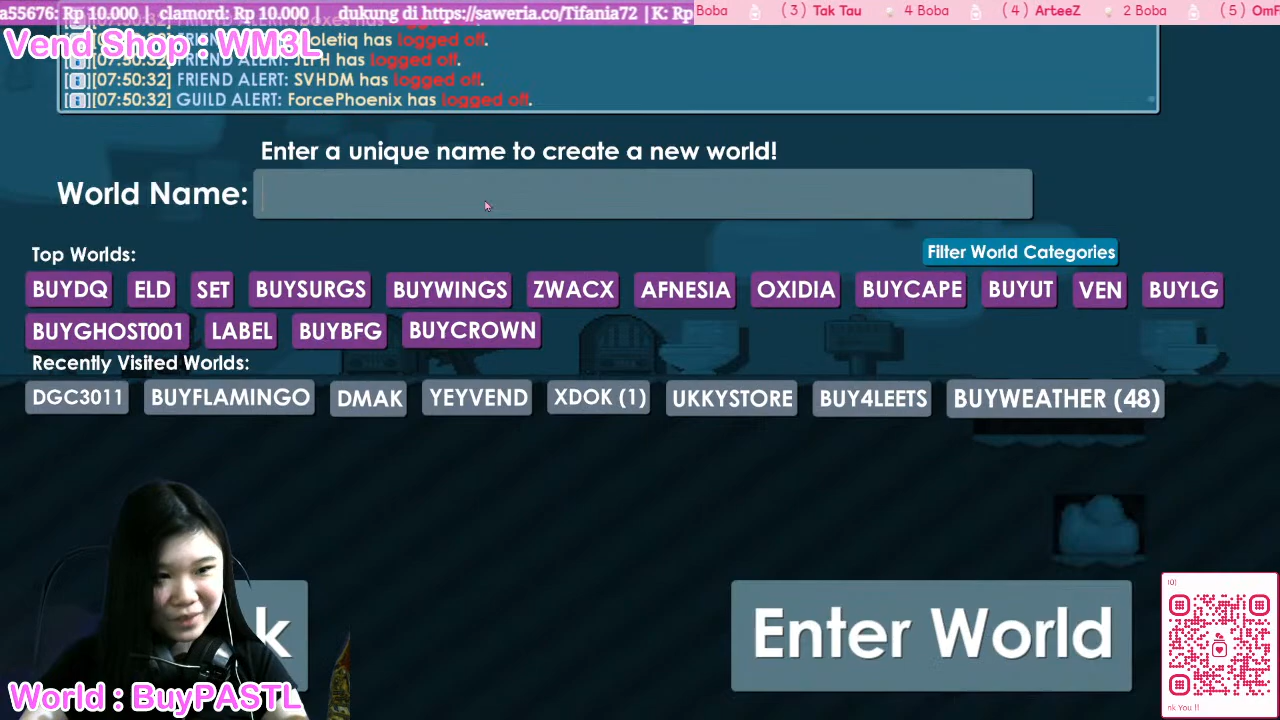 a55676: Rp 10.000 | clamord: Rp 10.000 | dukung di https://saweria.co/Tifania72 | K: Rp
Boba (3) Tak Tau 4 Boba (4) ArteeZ 2 Boba (5) OmF
Vend Shop : WM3L
oletiq has logged off.
[07:50:32] FRIEND ALERT: JLFH has logged off.
[07:50:32] FRIEND ALERT: SVHDM has logged off.
[07:50:32] GUILD ALERT: ForcePhoenix has logged off.
Enter a unique name to create a new world!
World Name:
Top Worlds:
Filter World Categories
BUYDQ ELD SET BUYSURGS BUYWINGS ZWACX AFNESIA OXIDIA BUYCAPE BUYUT VEN BUYLG
BUYGHOST001 LABEL BUYBFG BUYCROWN
Recently Visited Worlds:
DGC3011 BUYFLAMINGO DMAK YEYVEND XDOK (1) UKKYSTORE BUY4LEETS BUYWEATHER (48)
k
Enter World
World : BuyPASTL
nk You !!